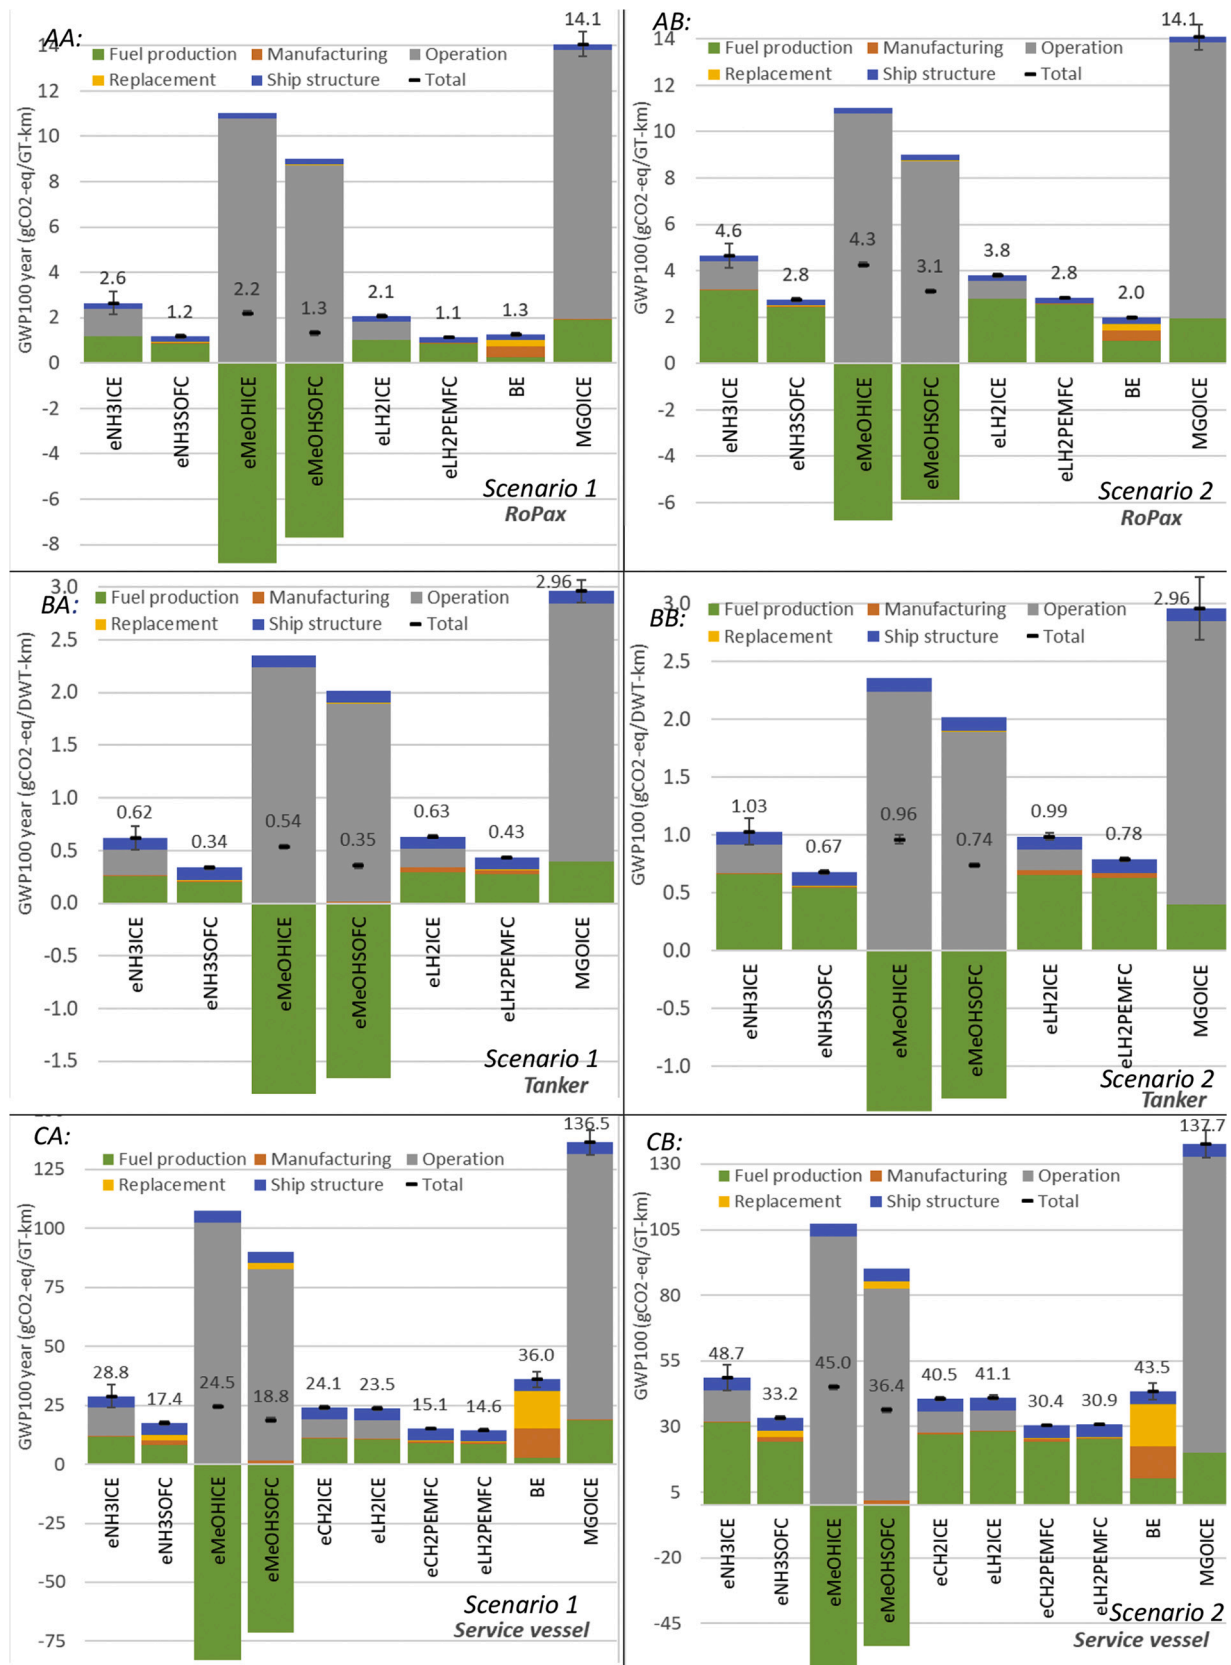 AA:
14.1
Fuel production Manufacturing Operation
Replacement Ship structure Total
GWP100 year (gCO2-eq/GT-km)
14
12
10
8
6
4
2
0
-2
-4
-6
-8
2.6
1.2
2.2
1.3
2.1
1.1
1.3
eNH3ICE
eNH3SOFC
eMeOHICE
eMeOHSOFC
eLH2ICE
eLH2PEMFC
BE
MGOICE
Scenario 1
RoPax
AB:
14.1
Fuel production Manufacturing Operation
Replacement Ship structure Total
GWP100 (gCO2-eq/GT-km)
14
12
10
8
6
4
2
0
-2
-4
-6
4.6
2.8
4.3
3.1
3.8
2.8
2.0
eNH3ICE
eNH3SOFC
eMeOHICE
eMeOHSOFC
eLH2ICE
eLH2PEMFC
BE
MGOICE
Scenario 2
RoPax
BA:
2.96
Fuel production Manufacturing Operation
Replacement Ship structure Total
GWP100 year (gCO2-eq/DWT-km)
3.0
2.5
2.0
1.5
1.0
0.5
0.0
-0.5
-1.0
-1.5
0.62
0.34
0.54
0.35
0.63
0.43
eNH3ICE
eNH3SOFC
eMeOHICE
eMeOHSOFC
eLH2ICE
eLH2PEMFC
MGOICE
Scenario 1
Tanker
BB:
2.96
Fuel production Manufacturing Operation
Replacement Ship structure Total
GWP100 (gCO2-eq/DWT-km)
3.0
2.5
2.0
1.5
1.0
0.5
0.0
-0.5
-1.0
1.03
0.67
0.96
0.74
0.99
0.78
eNH3ICE
eNH3SOFC
eMeOHICE
eMeOHSOFC
eLH2ICE
eLH2PEMFC
MGOICE
Scenario 2
Tanker
CA:
136.5
Fuel production Manufacturing Operation
Replacement Ship structure Total
GWP100 year (gCO2-eq/GT-km)
125
100
75
50
25
0
-25
-50
-75
28.8
17.4
24.5
18.8
24.1
23.5
15.1
14.6
36.0
eNH3ICE
eNH3SOFC
eMeOHICE
eMeOHSOFC
eCH2ICE
eLH2ICE
eCH2PEMFC
eLH2PEMFC
BE
MGOICE
Scenario 1
Service vessel
CB:
137.7
Fuel production Manufacturing Operation
Replacement Ship structure Total
GWP100 (gCO2-eq/GT-km)
130
105
80
55
30
5
-20
-45
48.7
33.2
45.0
36.4
40.5
41.1
30.4
30.9
43.5
eNH3ICE
eNH3SOFC
eMeOHICE
eMeOHSOFC
eCH2ICE
eLH2ICE
eCH2PEMFC
eLH2PEMFC
BE
MGOICE
Scenario 2
Service vessel